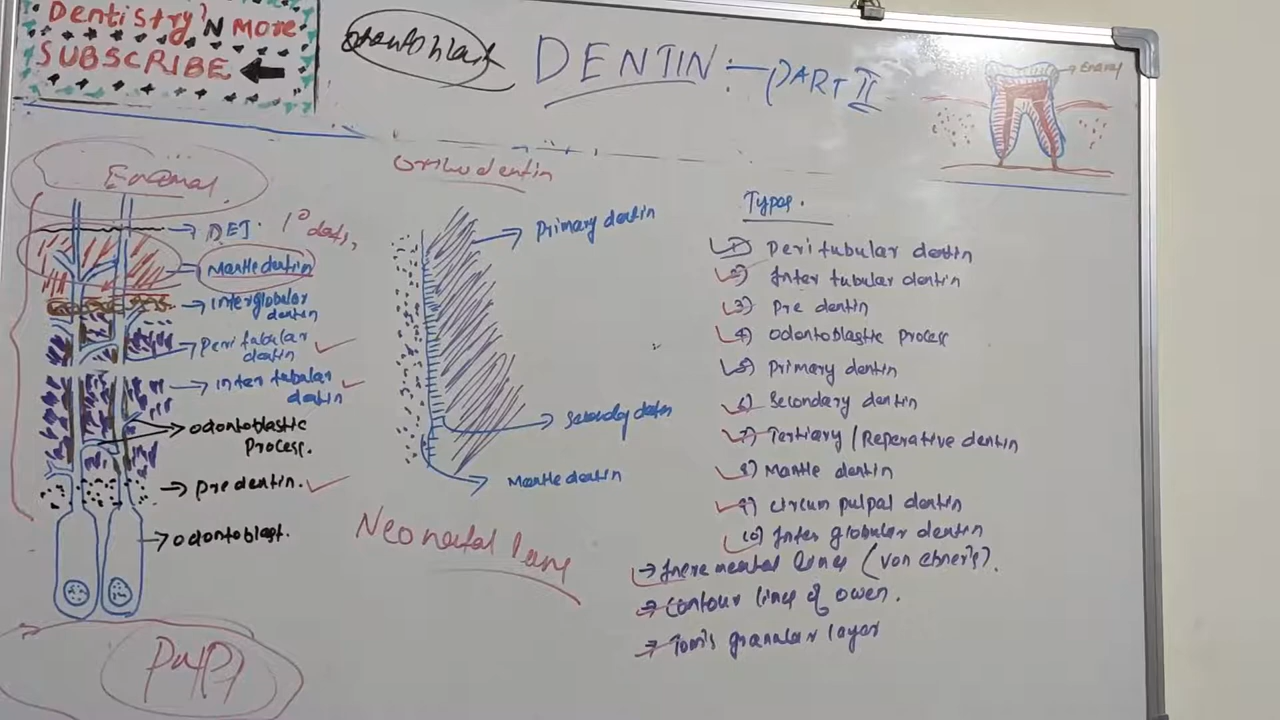 Dentistry'N more
SUBSCRIBE
odontoblast
DENTIN :- PART II
Enamel
Enamel
DEJ. 1°
Mantle dentin
interglobular
dentin
peri tubular
dentin
inter tubular
dentin
odontoblastic
process.
pre dentin.
odontoblast.
Pulp
Orthodentin
Primary dentin
Secondary dentin
Mantle dentin
Neonatal line
Types.
1) Peri tubular dentin
2) Inter tubular dentin
3) Pre dentin
4) odontoblastic process
5) Primary dentin
6) Secondary dentin
7) Tertiary / Reperative dentin
8) Mantle dentin
9) circum pulpal dentin
10) Inter globular dentin
→ Incremental lines (von ebner's).
→ contour lines of owen.
→ Tom's granular layer